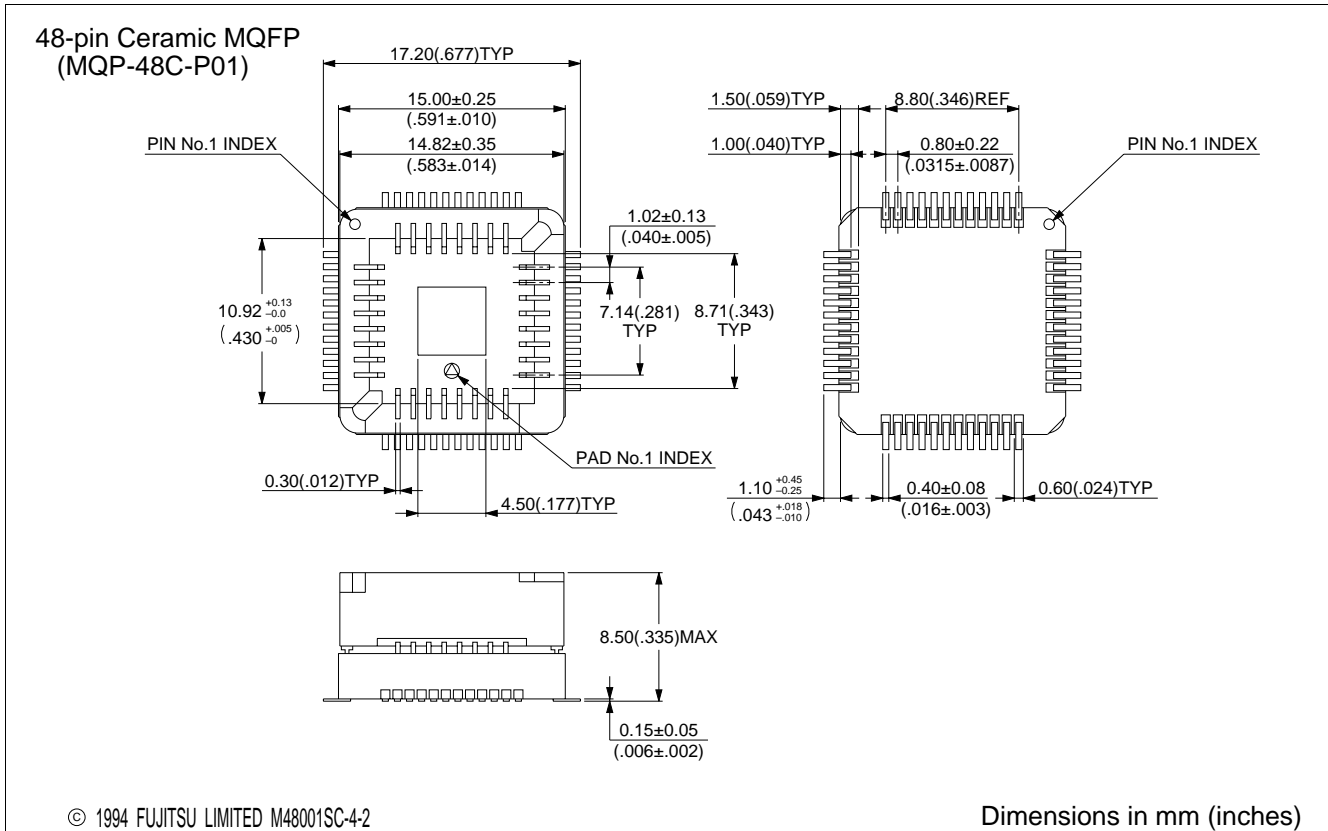 48-pin Ceramic MQFP
(MQP-48C-P01)
17.20(.677)TYP
15.00±0.25
(.591±.010)
14.82±0.35
(.583±.014)
PIN No.1 INDEX
1.02±0.13
(.040±.005)
10.92 +0.13 −0.0
(.430 +.005 −0)
7.14(.281)
TYP
8.71(.343)
TYP
PAD No.1 INDEX
0.30(.012)TYP
4.50(.177)TYP
1.50(.059)TYP
8.80(.346)REF
1.00(.040)TYP
0.80±0.22
(.0315±.0087)
PIN No.1 INDEX
1.10 +0.45 −0.25
(.043 +.018 −.010)
0.40±0.08
(.016±.003)
0.60(.024)TYP
8.50(.335)MAX
0.15±0.05
(.006±.002)
© 1994 FUJITSU LIMITED M48001SC-4-2
Dimensions in mm (inches)